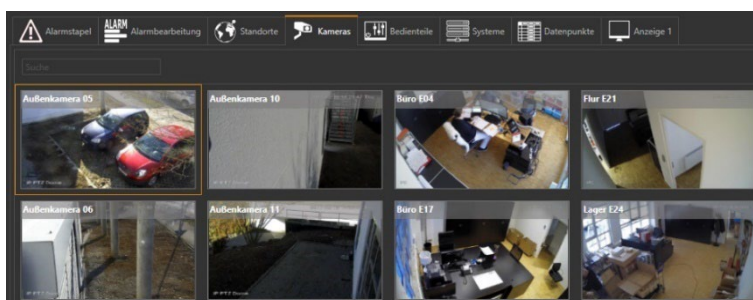 Alarmstapel ALARM Alarmbearbeitung Standorte Kameras Bedienteile Systeme Datenpunkte Anzeige 1
Suche
Außenkamera 05 Außenkamera 10 Büro E04 Flur E21
Außenkamera 06 Außenkamera 11 Büro E17 Lager E24